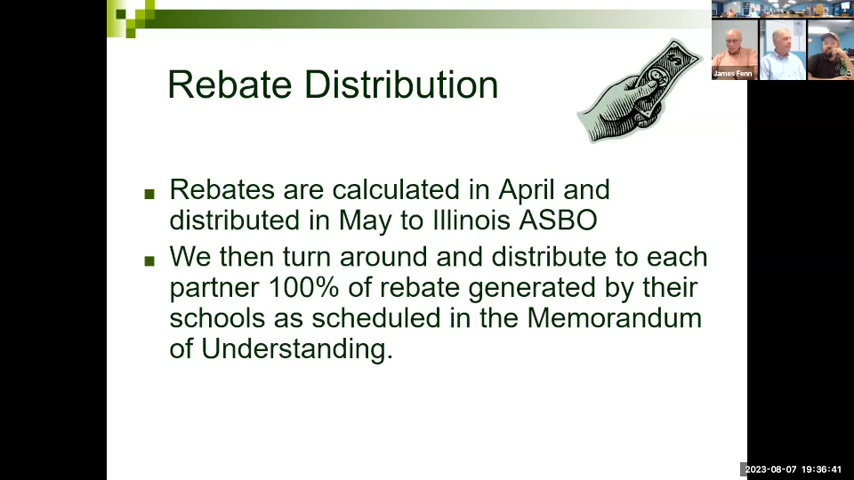 Rebate Distribution
James Fenn
■ Rebates are calculated in April and
distributed in May to Illinois ASBO
■ We then turn around and distribute to each
partner 100% of rebate generated by their
schools as scheduled in the Memorandum
of Understanding.
2023-08-07 19:36:41